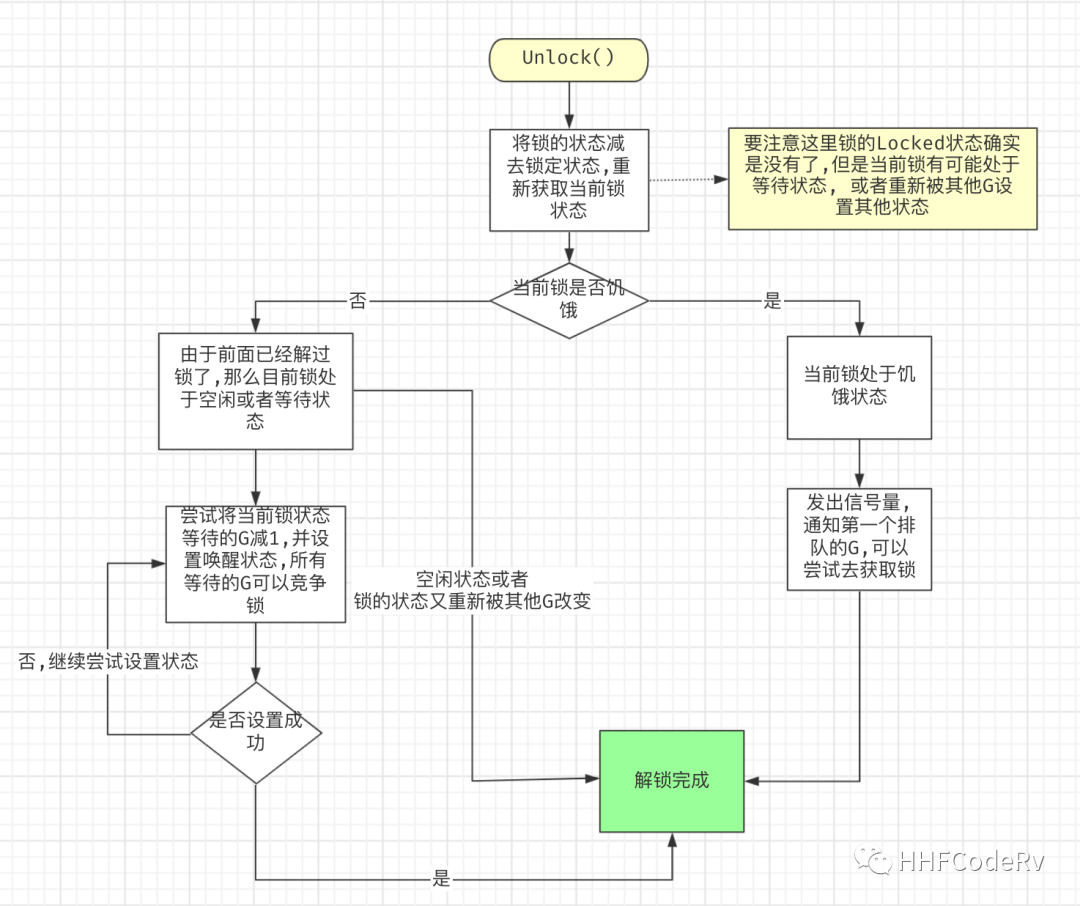 Unlock()
将锁的状态减
去锁定状态,重
新获取当前锁
状态
要注意这里锁的Locked状态确实
是没有了,但是当前锁有可能处于
等待状态, 或者重新被其他G设
置其他状态
当前锁是否饥
饿
否
是
由于前面已经解过
锁了,那么目前锁处
于空闲或者等待状
态
当前锁处于饥
饿状态
尝试将当前锁状态
等待的G减1,并设
置唤醒状态,所有
等待的G可以竞争
锁
发出信号量,
通知第一个排
队的G,可以
尝试去获取锁
空闲状态或者
锁的状态又重新被其他G改变
否,继续尝试设置状态
是否设置成
功
解锁完成
是
HHFCodeRv